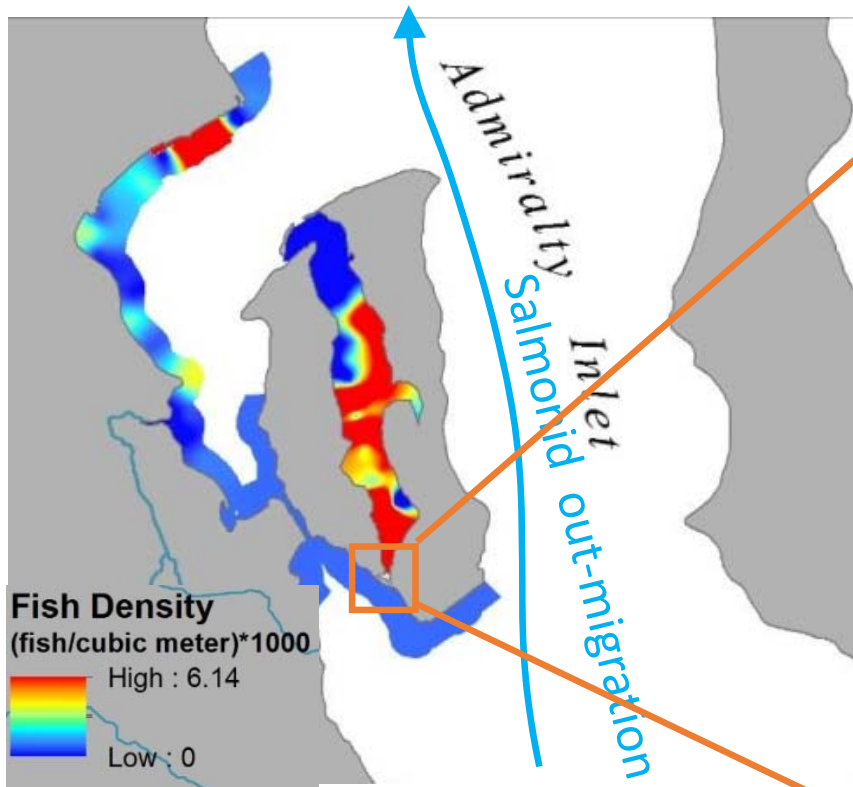 Admiralty
Inlet
Salmonid out-migration
Fish Density
(fish/cubic meter)*1000
High : 6.14
Low : 0